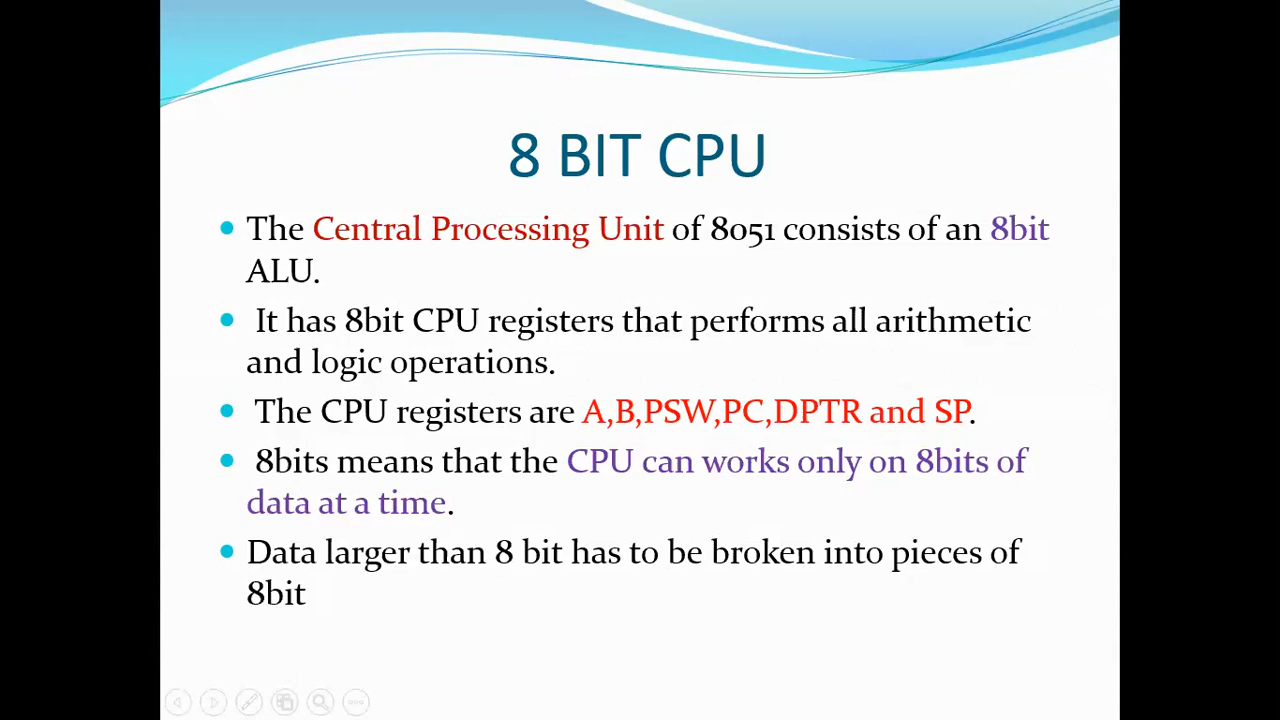 8 BIT CPU
• The Central Processing Unit of 8051 consists of an 8bit
ALU.
• It has 8bit CPU registers that performs all arithmetic
and logic operations.
• The CPU registers are A,B,PSW,PC,DPTR and SP.
• 8bits means that the CPU can works only on 8bits of
data at a time.
• Data larger than 8 bit has to be broken into pieces of
8bit